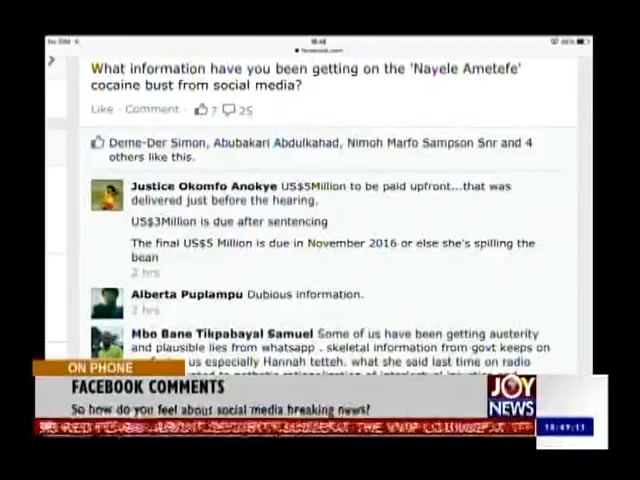 No SIM
18:48
facebook.com
What information have you been getting on the 'Nayele Ametefe'
cocaine bust from social media?
Like · Comment · 7 25
Deme-Der Simon, Abubakari Abdulkahad, Nimoh Marfo Sampson Snr and 4
others like this.
Justice Okomfo Anokye US$5Million to be paid upfront...that was
delivered just before the hearing.
US$3Million is due after sentencing
The final US$5 Million is due in November 2016 or else she's spilling the
bean
2 hrs
Alberta Puplampu Dubious information.
2 hrs
Mbo Bane Tikpabayal Samuel Some of us have been getting austerity
and plausible lies from whatsapp . skeletal information from govt keeps on
us especially Hannah tetteh. what she said last time on radio
ON PHONE
FACEBOOK COMMENTS
So how do you feel about social media breaking news?
JOY
NEWS
18:49:11